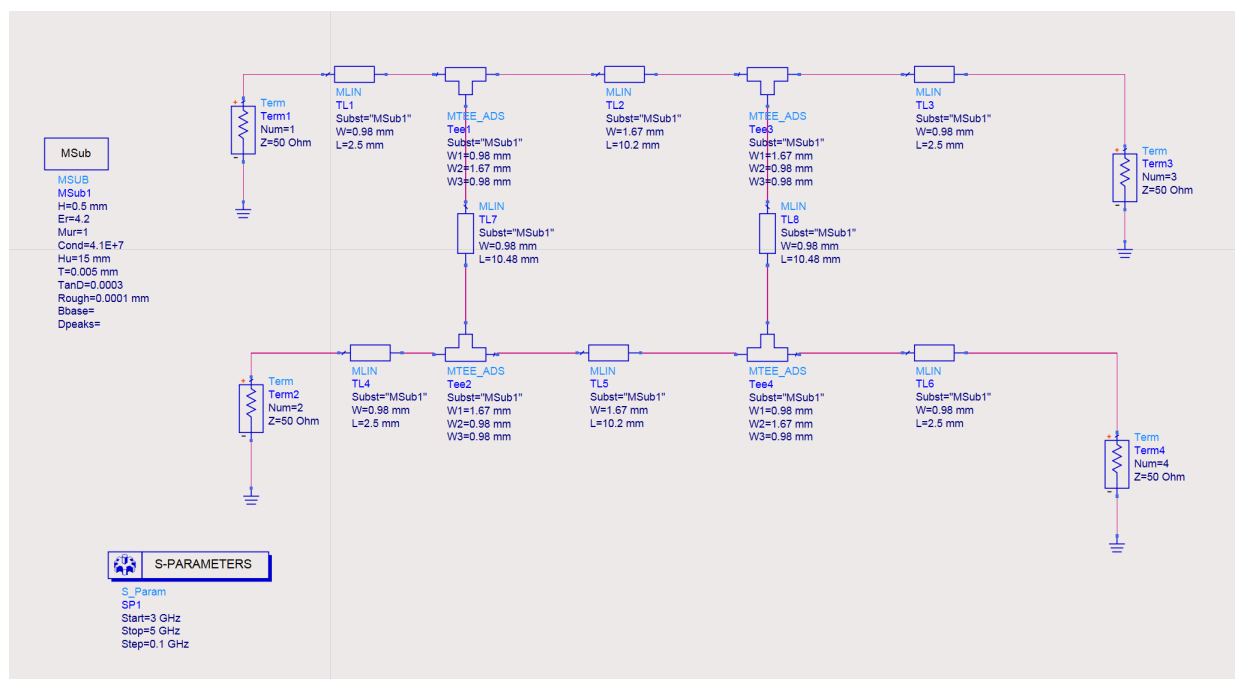 MSub
MSUB
MSub1
H=0.5 mm
Er=4.2
Mur=1
Cond=4.1E+7
Hu=15 mm
T=0.005 mm
TanD=0.0003
Rough=0.0001 mm
Bbase=
Dpeaks=
+
Term
Term1
Num=1
Z=50 Ohm
-
MLIN
TL1
Subst="MSub1"
W=0.98 mm
L=2.5 mm
MTEE_ADS
Tee1
Subst="MSub1"
W1=0.98 mm
W2=1.67 mm
W3=0.98 mm
MLIN
TL2
Subst="MSub1"
W=1.67 mm
L=10.2 mm
MTEE_ADS
Tee3
Subst="MSub1"
W1=1.67 mm
W2=0.98 mm
W3=0.98 mm
MLIN
TL3
Subst="MSub1"
W=0.98 mm
L=2.5 mm
+
Term
Term3
Num=3
Z=50 Ohm
-
MLIN
TL7
Subst="MSub1"
W=0.98 mm
L=10.48 mm
MLIN
TL8
Subst="MSub1"
W=0.98 mm
L=10.48 mm
+
Term
Term2
Num=2
Z=50 Ohm
-
MLIN
TL4
Subst="MSub1"
W=0.98 mm
L=2.5 mm
MTEE_ADS
Tee2
Subst="MSub1"
W1=1.67 mm
W2=0.98 mm
W3=0.98 mm
MLIN
TL5
Subst="MSub1"
W=1.67 mm
L=10.2 mm
MTEE_ADS
Tee4
Subst="MSub1"
W1=0.98 mm
W2=1.67 mm
W3=0.98 mm
MLIN
TL6
Subst="MSub1"
W=0.98 mm
L=2.5 mm
+
Term
Term4
Num=4
Z=50 Ohm
-
S-PARAMETERS
S_Param
SP1
Start=3 GHz
Stop=5 GHz
Step=0.1 GHz